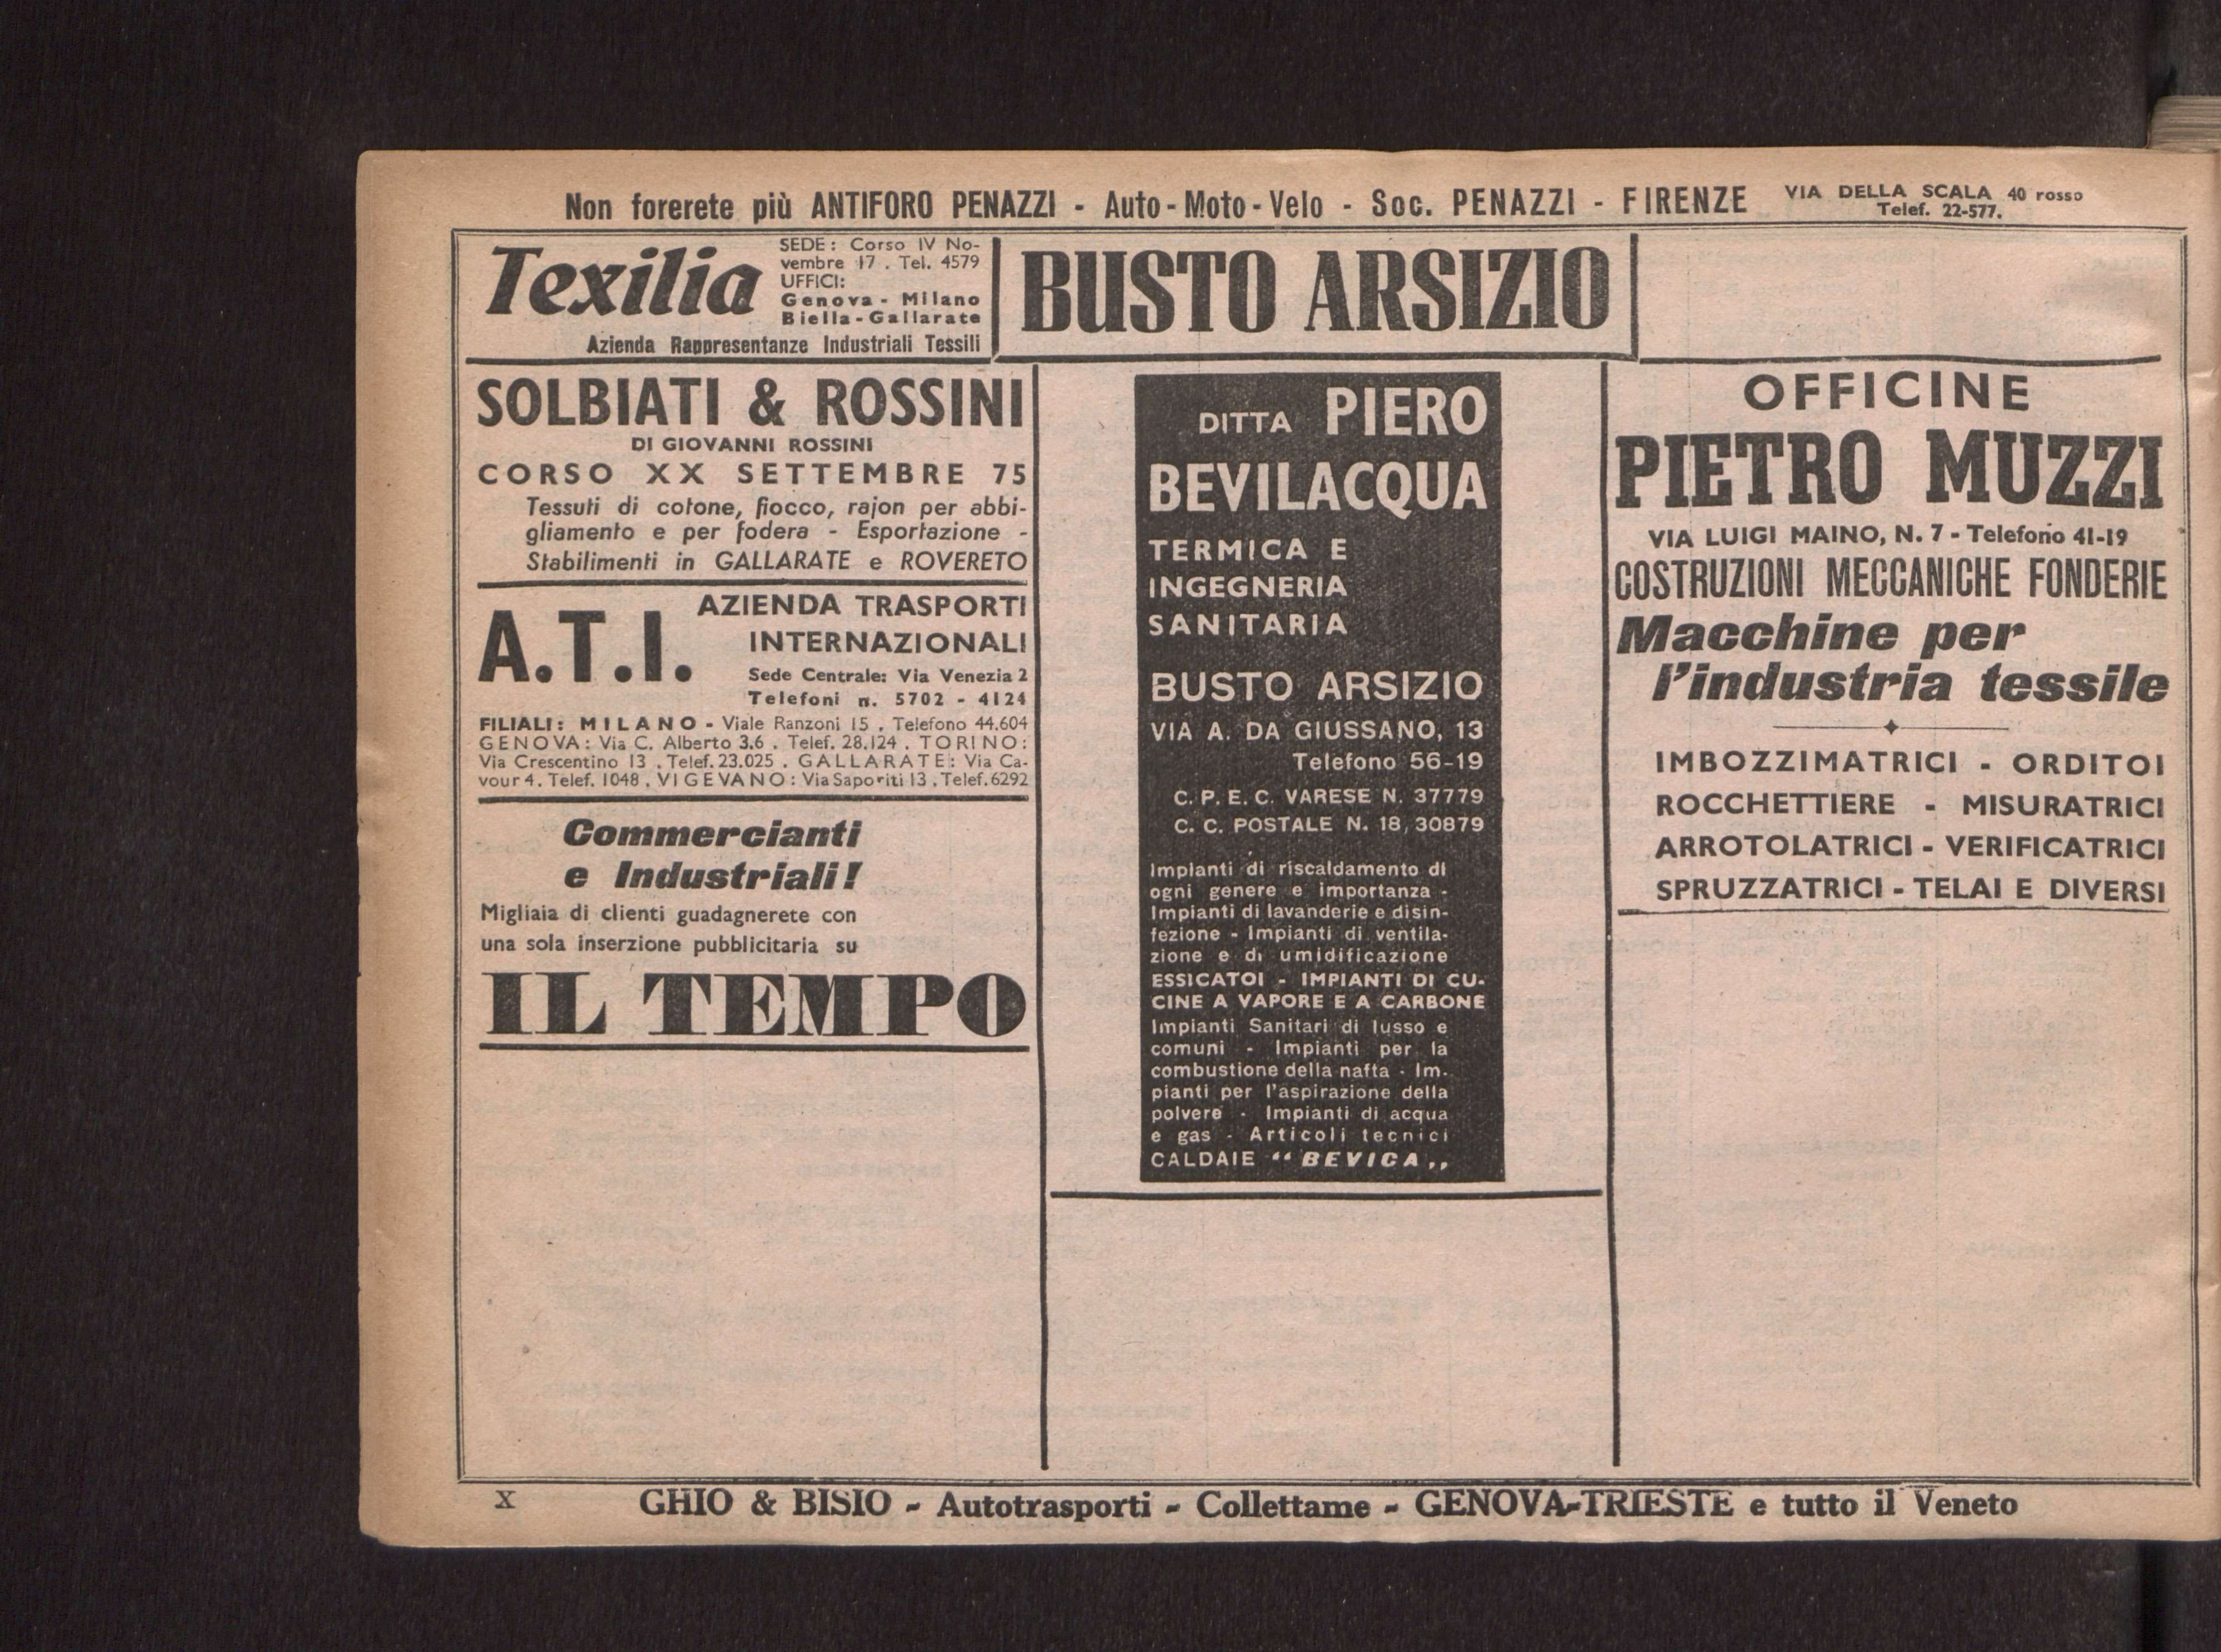 Non forerete più ANTIFORO PENAZZI - Auto-Moto-Velo - Soc. PENAZZI - FIRENZE VIA DELLA SCALA 40 rosso
Telef. 22-577.
Texilia
SEDE: Corso IV No-
vembre 17 . Tel. 4579
UFFICI:
Genova - Milano
Biella-Gallarate
Azienda Rappresentanze Industriali Tessili
BUSTO ARSIZIO
SOLBIATI & ROSSINI
DI GIOVANNI ROSSINI
CORSO XX SETTEMBRE 75
Tessuti di cotone, fiocco, rajon per abbi-
gliamento e per fodera - Esportazione -
Stabilimenti in GALLARATE e ROVERETO
A.T.I.
AZIENDA TRASPORTI
INTERNAZIONALI
Sede Centrale: Via Venezia 2
Telefoni n. 5702 - 4124
FILIALI: MILANO - Viale Ranzoni 15 . Telefono 44.604
GENOVA: Via C. Alberto 3.6 . Telef. 28.124 . TORINO:
Via Crescentino 13 . Telef. 23.025 . GALLARATE: Via Ca-
vour 4. Telef. 1048 . VIGEVANO: Via Saporiti 13 . Telef. 6292
Commercianti
e Industriali!
Migliaia di clienti guadagnerete con
una sola inserzione pubblicitaria su
IL TEMPO
DITTA PIERO
BEVILACQUA
TERMICA E
INGEGNERIA
SANITARIA
BUSTO ARSIZIO
VIA A. DA GIUSSANO, 13
Telefono 56-19
C. P. E. C. VARESE N. 37779
C. C. POSTALE N. 18,30879
Impianti di riscaldamento di
ogni genere e importanza -
Impianti di lavanderie e disin-
fezione - Impianti di ventila-
zione e di umidificazione
ESSICATOI - IMPIANTI DI CU-
CINE A VAPORE E A CARBONE
Impianti Sanitari di lusso e
comuni - Impianti per la
combustione della nafta - Im-
pianti per l'aspirazione della
polvere - Impianti di acqua
e gas - Articoli tecnici
CALDAIE “ BEVICA „
OFFICINE
PIETRO MUZZI
VIA LUIGI MAINO, N. 7 - Telefono 41-19
COSTRUZIONI MECCANICHE FONDERIE
Macchine per
l'industria tessile
IMBOZZIMATRICI - ORDITOI
ROCCHETTIERE - MISURATRICI
ARROTOLATRICI - VERIFICATRICI
SPRUZZATRICI - TELAI E DIVERSI
X
GHIO & BISIO - Autotrasporti - Collettame - GENOVA-TRIESTE e tutto il Veneto